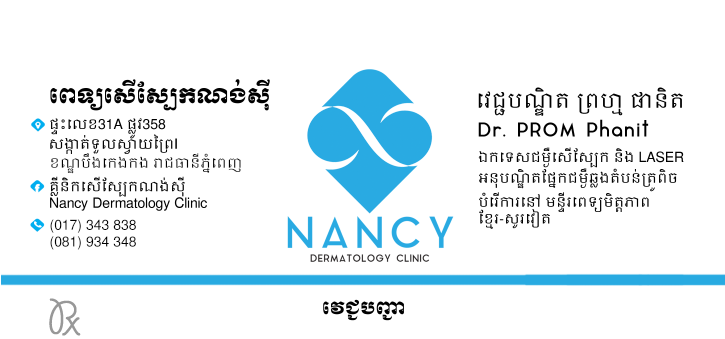 ពេទ្យសើស្បែកណង់ស៊ី
ផ្ទះលេខ31A ផ្លូវ358
សង្កាត់ទួលស្វាយព្រៃI
ខណ្ឌបឹងកេងកង រាជធានីភ្នំពេញ
គ្លីនិកសើស្បែកណង់ស៊ី
Nancy Dermatology Clinic
(017) 343 838
(081) 934 348
NANCY
DERMATOLOGY CLINIC
វេជ្ជបណ្ឌិត ព្រហ្ម ផានិត
Dr. PROM Phanit
ឯកទេសជម្ងឺសើស្បែក និង LASER
អនុបណ្ឌិតផ្នែកជម្ងឺឆ្លងតំបន់ត្រូពិច
បំរើការនៅ មន្ទីរពេទ្យមិត្តភាព
ខ្មែរ-សូវៀត
វេជ្ជបញ្ជា
Rx